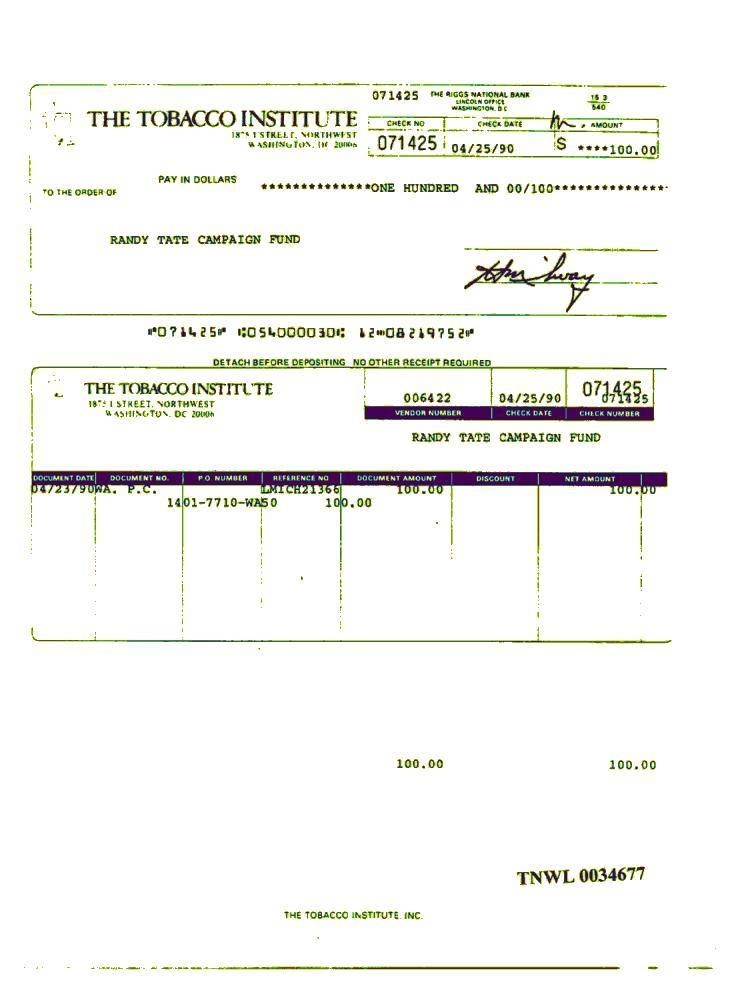 071425 THE RIGGS NATIONAL BANK
LINCOLN OFFICE
WASHINGTON, D C
15 3
540
THE TOBACCO INSTITUTE
1875 I STREET, NORTHWEST
WASHINGTON, DC 20006
CHECK NO CHECK DATE AMOUNT
071425 04/25/90 $ ****100.00
PAY IN DOLLARS
TO THE ORDER OF
**************ONE HUNDRED AND 00/100**************
RANDY TATE CAMPAIGN FUND
⑈071425⑈ ⑆054000030⑆ 12⑉08219752⑈
DETACH BEFORE DEPOSITING NO OTHER RECEIPT REQUIRED
THE TOBACCO INSTITUTE
1875 I STREET, NORTHWEST
WASHINGTON, DC 20006
006422 04/25/90 071425
071425
VENDOR NUMBER CHECK DATE CHECK NUMBER
RANDY TATE CAMPAIGN FUND
DOCUMENT DATE DOCUMENT NO. P.O. NUMBER REFERENCE NO DOCUMENT AMOUNT DISCOUNT NET AMOUNT
04/23/90WA. P.C. LMICH21366 100.00 100.00
1401-7710-WA50 100.00
100.00 100.00
TNWL 0034677
THE TOBACCO INSTITUTE, INC.